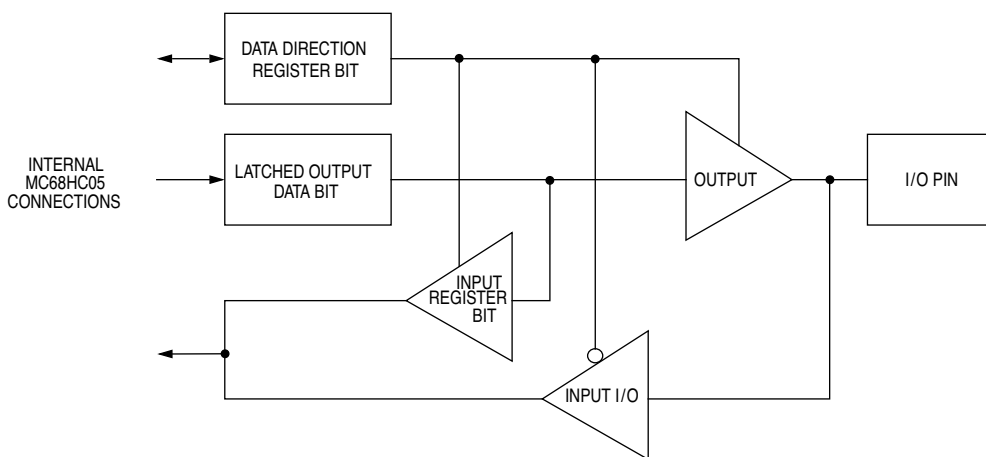 DATA DIRECTION
REGISTER BIT
INTERNAL
MC68HC05
CONNECTIONS
LATCHED OUTPUT
DATA BIT
OUTPUT
I/O PIN
INPUT
REGISTER
BIT
INPUT I/O